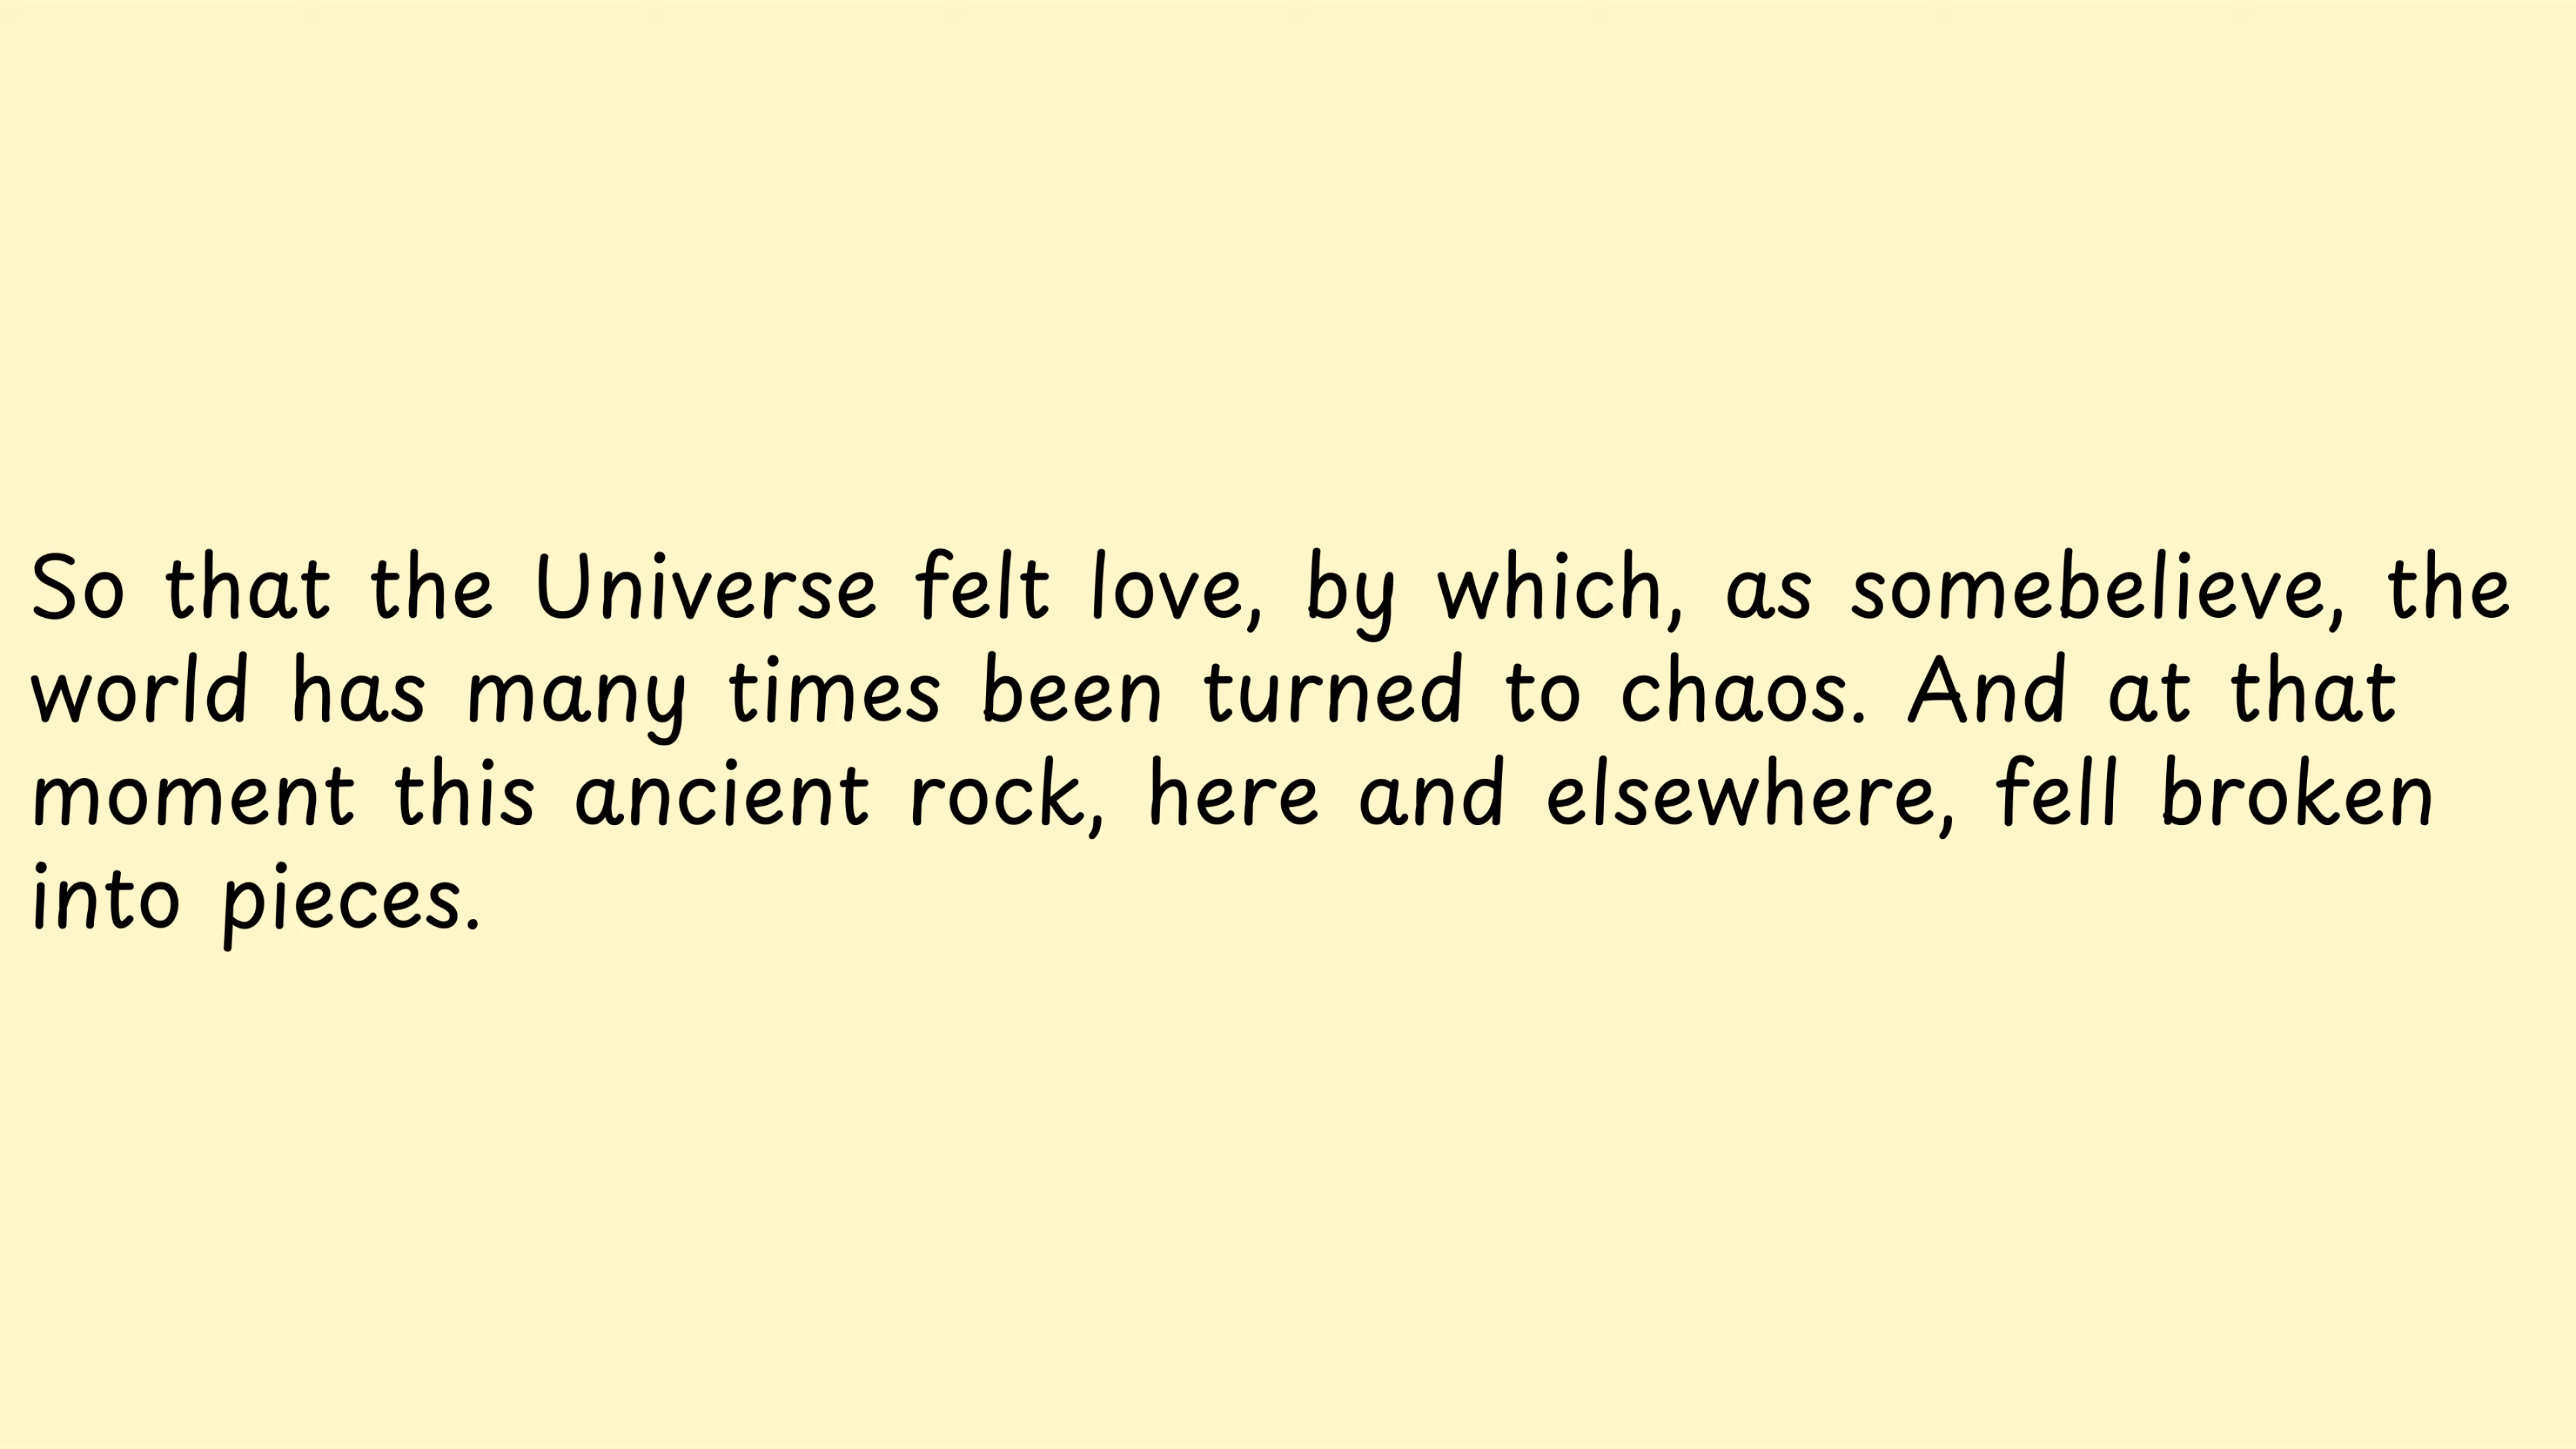 So that the Universe felt love, by which, as somebelieve, the
world has many times been turned to chaos. And at that
moment this ancient rock, here and elsewhere, fell broken
into pieces.